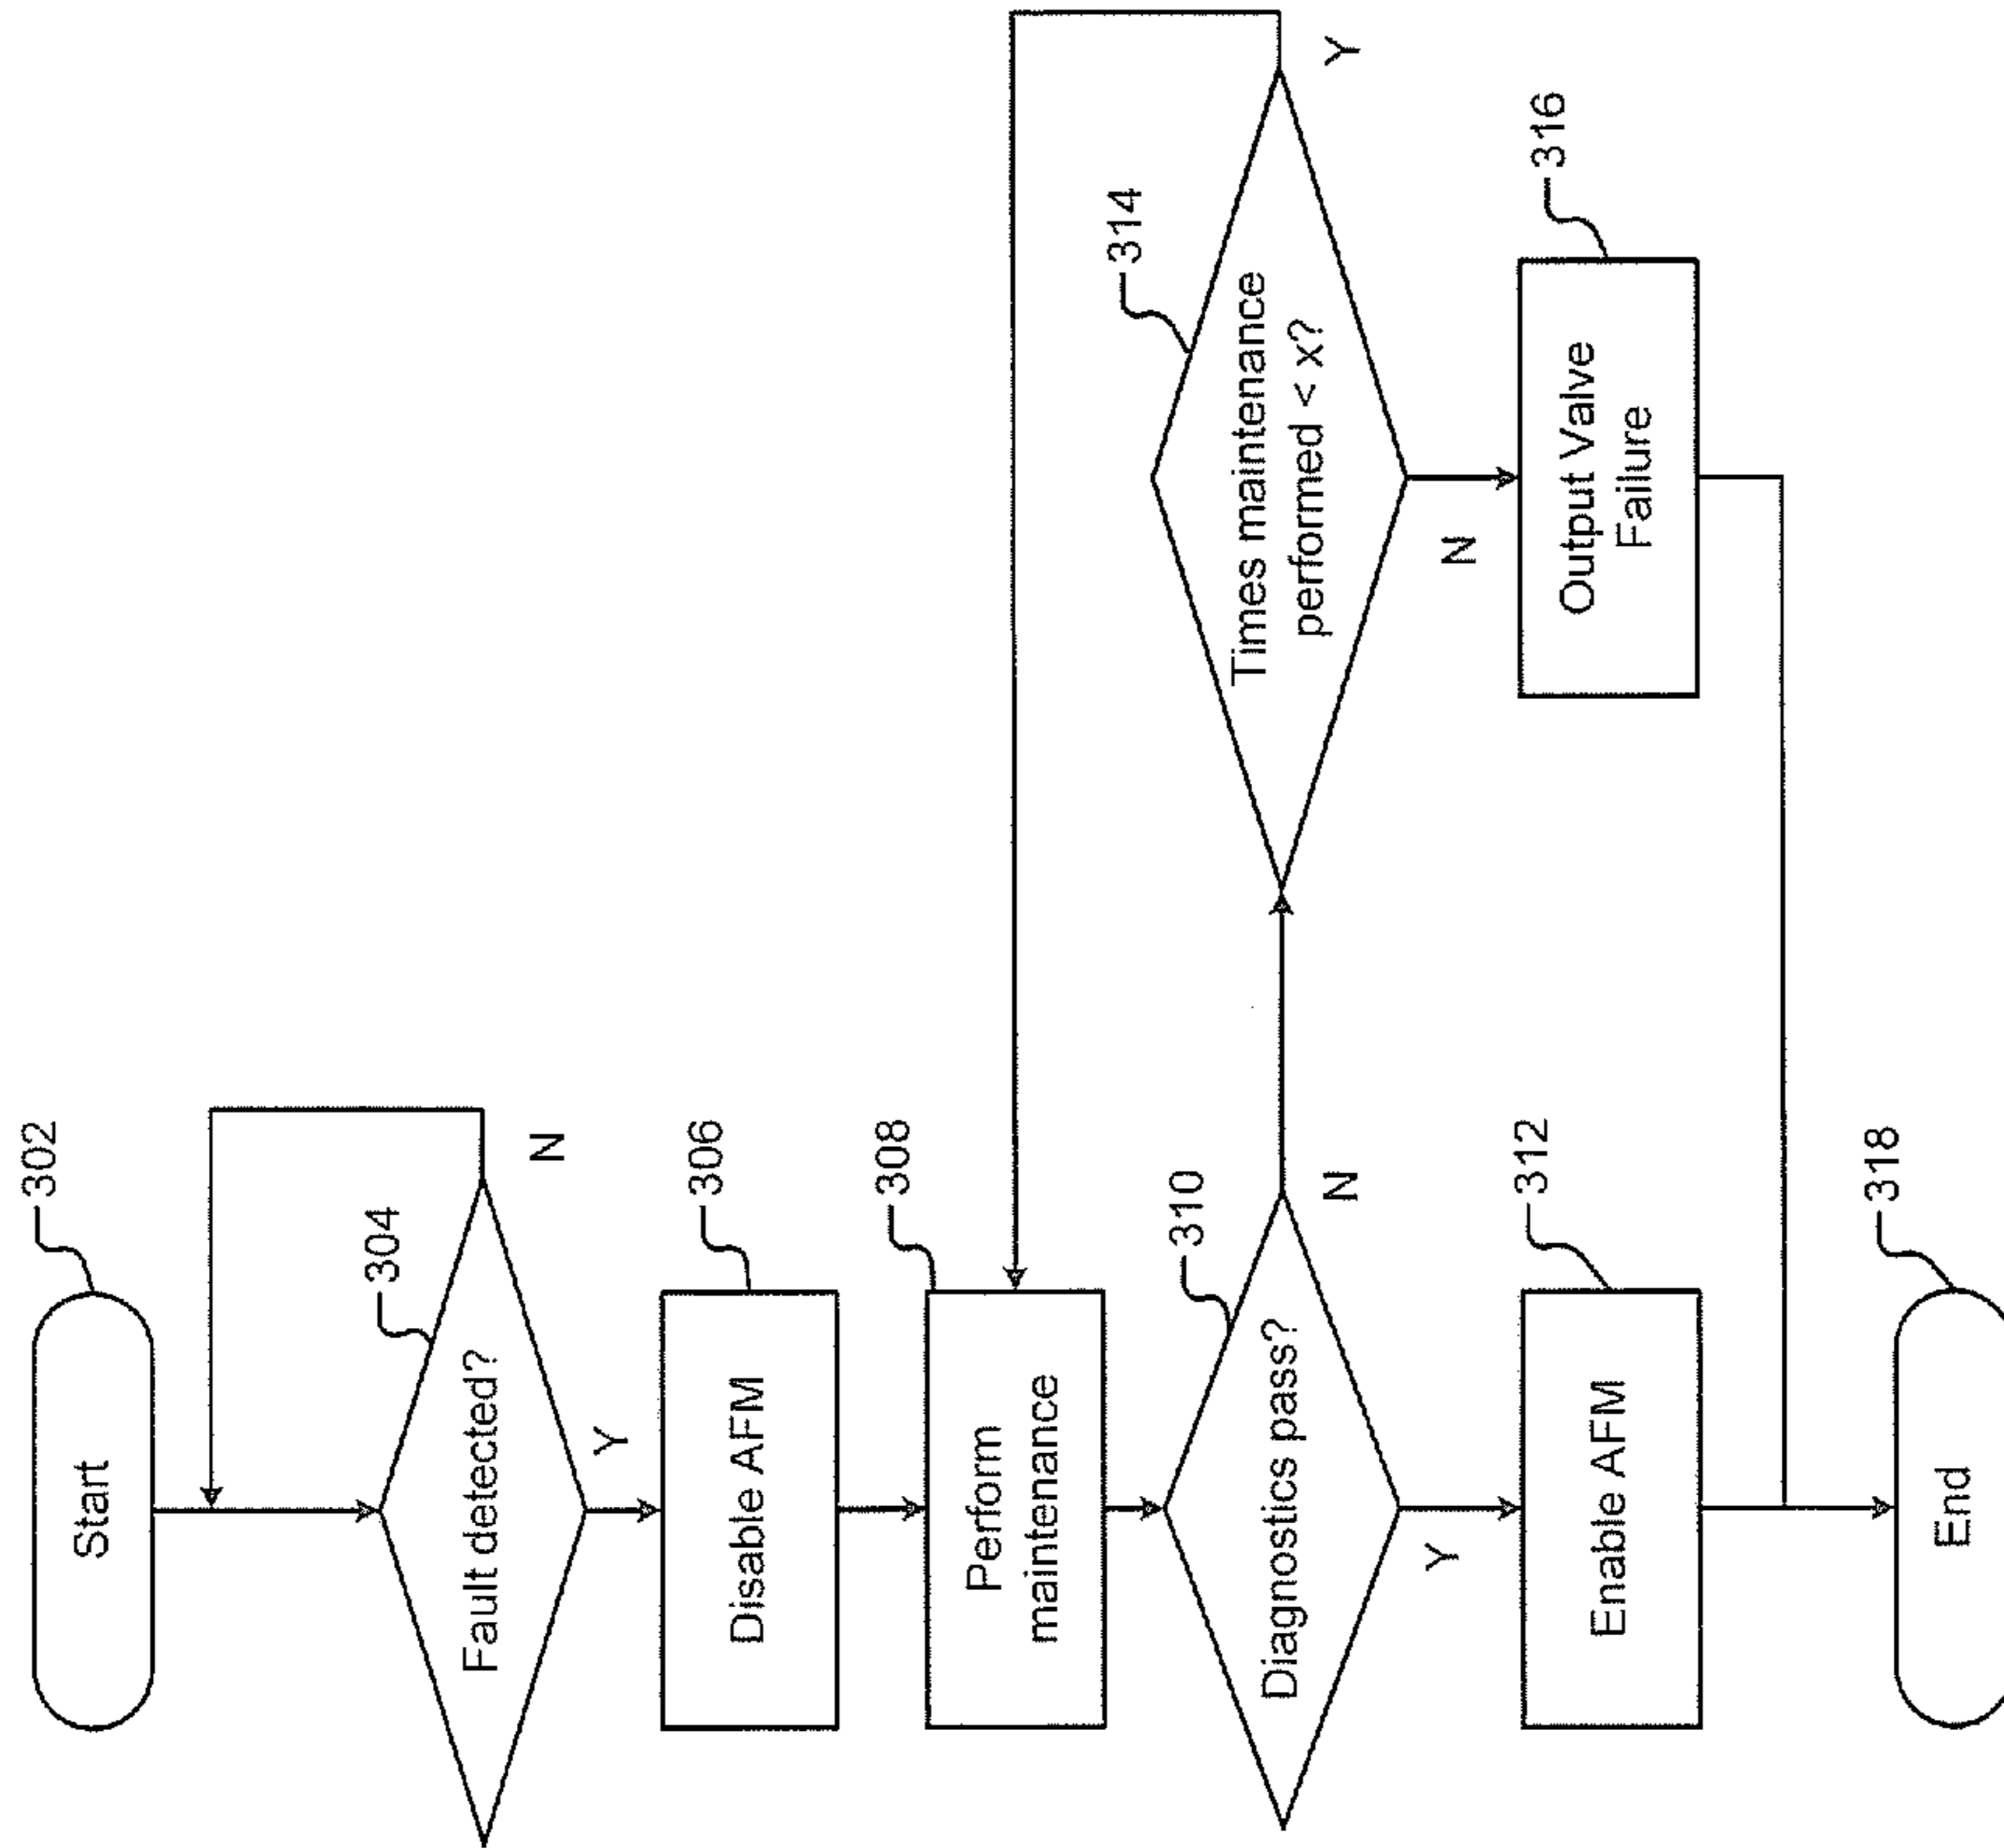 Start
302
304
Fault detected?
N
Y
306
Disable AFM
308
Perform
maintenance
310
Diagnostics pass?
N
Y
314
Times maintenance
performed < x?
Y
N
312
Enable AFM
316
Output Valve
Failure
318
End